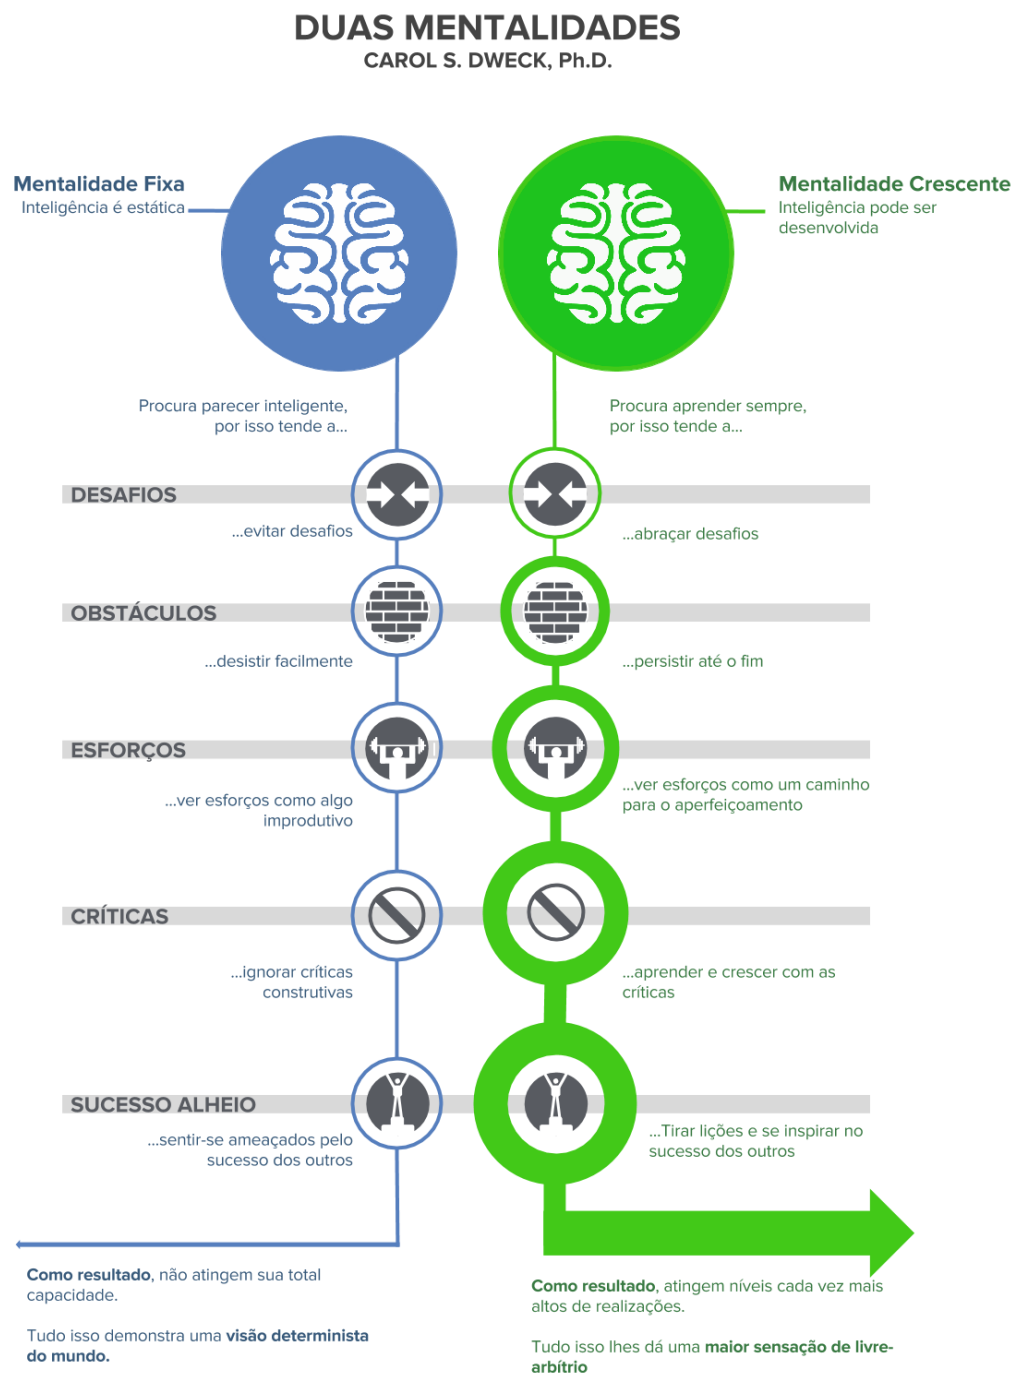 DUAS MENTALIDADES
CAROL S. DWECK, Ph.D.
Mentalidade Fixa
Inteligência é estática
Mentalidade Crescente
Inteligência pode ser
desenvolvida
Procura parecer inteligente,
por isso tende a...
Procura aprender sempre,
por isso tende a...
DESAFIOS
...evitar desafios
...abraçar desafios
OBSTÁCULOS
...desistir facilmente
...persistir até o fim
ESFORÇOS
...ver esforços como algo
improdutivo
...ver esforços como um caminho
para o aperfeiçoamento
CRÍTICAS
...ignorar críticas
construtivas
...aprender e crescer com as
críticas
SUCESSO ALHEIO
...sentir-se ameaçados pelo
sucesso dos outros
...Tirar lições e se inspirar no
sucesso dos outros
Como resultado, não atingem sua total
capacidade.
Tudo isso demonstra uma visão determinista
do mundo.
Como resultado, atingem níveis cada vez mais
altos de realizações.
Tudo isso lhes dá uma maior sensação de livre-
arbítrio